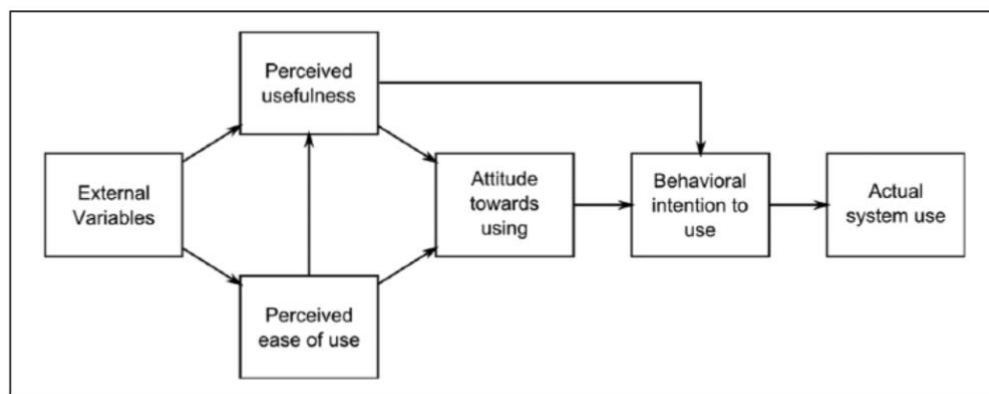 Perceived
usefulness
External
Variables
Attitude
towards
using
Behavioral
intention to
use
Actual
system use
Perceived
ease of use